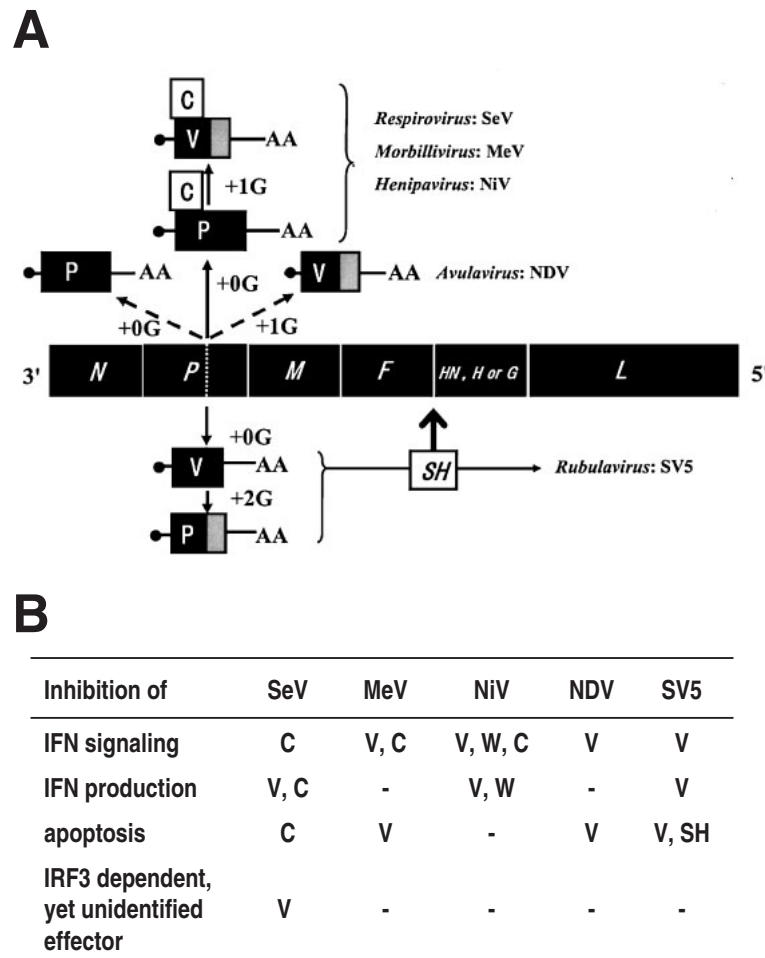 A
C
V AA
Respirovirus: SeV
Morbillivirus: MeV
Henipavirus: NiV
C +1G
P AA
P AA
+0G
V AA Avulavirus: NDV
+0G +1G
3' N P M F HN, H or G L 5'
+0G
V AA
SH Rubulavirus: SV5
+2G
P AA
B
Inhibition of SeV MeV NiV NDV SV5
IFN signaling C V, C V, W, C V V
IFN production V, C - V, W - V
apoptosis C V - V V, SH
IRF3 dependent,
yet unidentified V - - - -
effector